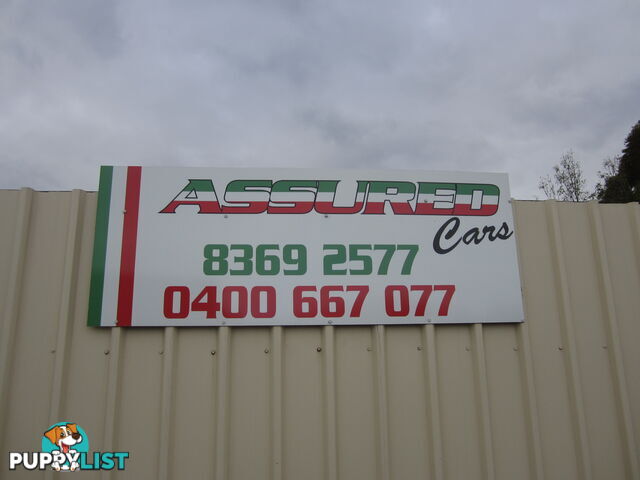 ASSURED
Cars
8369 2577
0400 667 077
PUPPYLIST